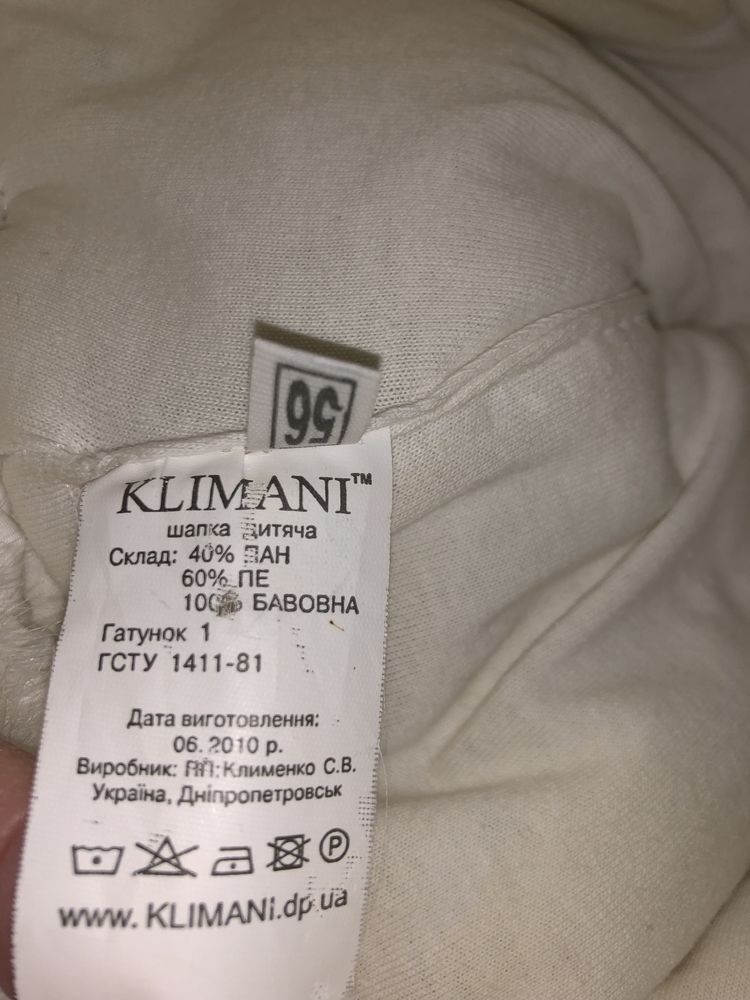 56
KLIMANI™
шапка дитяча
Склад: 40% ПАН
60% ПЕ
100% БАВОВНА
Гатунок 1
ГСТУ 1411-81
Дата виготовлення:
06.2010 р.
Виробник: ПП:Клименко С.В.
Україна, Дніпропетровськ
P
www. KLIMANi.dp.ua